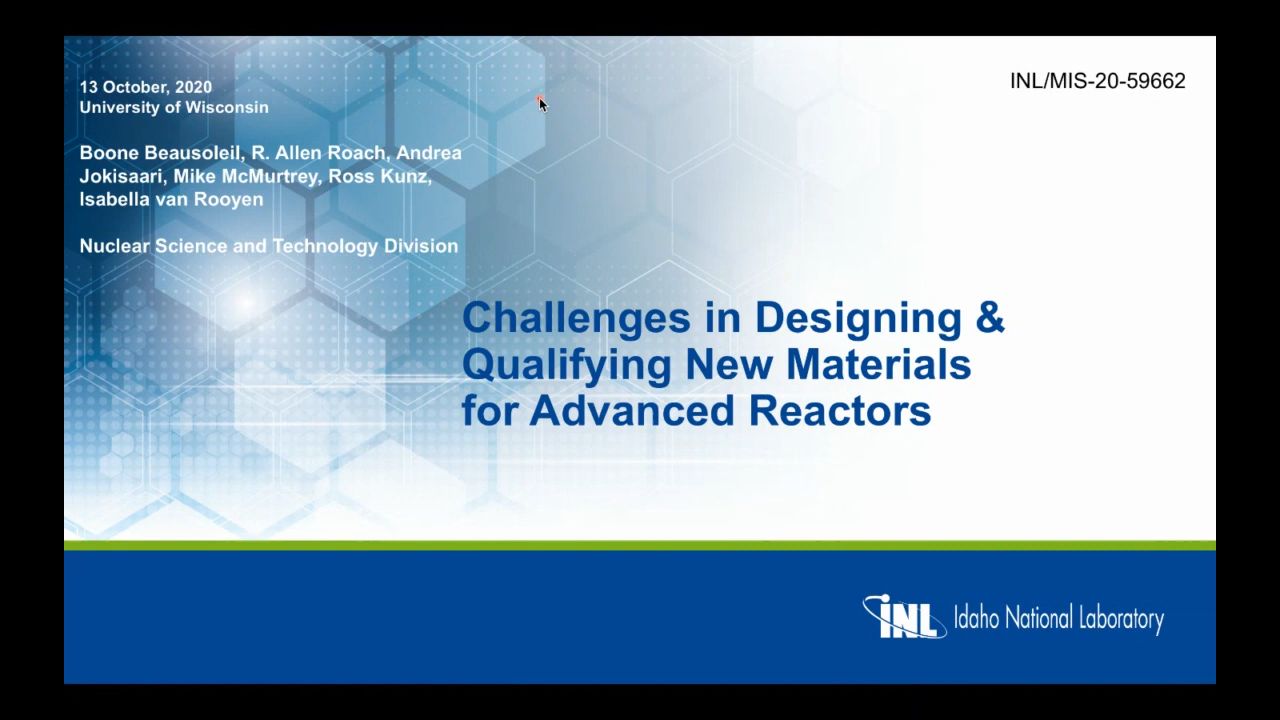 13 October, 2020
University of Wisconsin
INL/MIS-20-59662
Boone Beausoleil, R. Allen Roach, Andrea
Jokisaari, Mike McMurtrey, Ross Kunz,
Isabella van Rooyen
Nuclear Science and Technology Division
Challenges in Designing &
Qualifying New Materials
for Advanced Reactors
INL Idaho National Laboratory